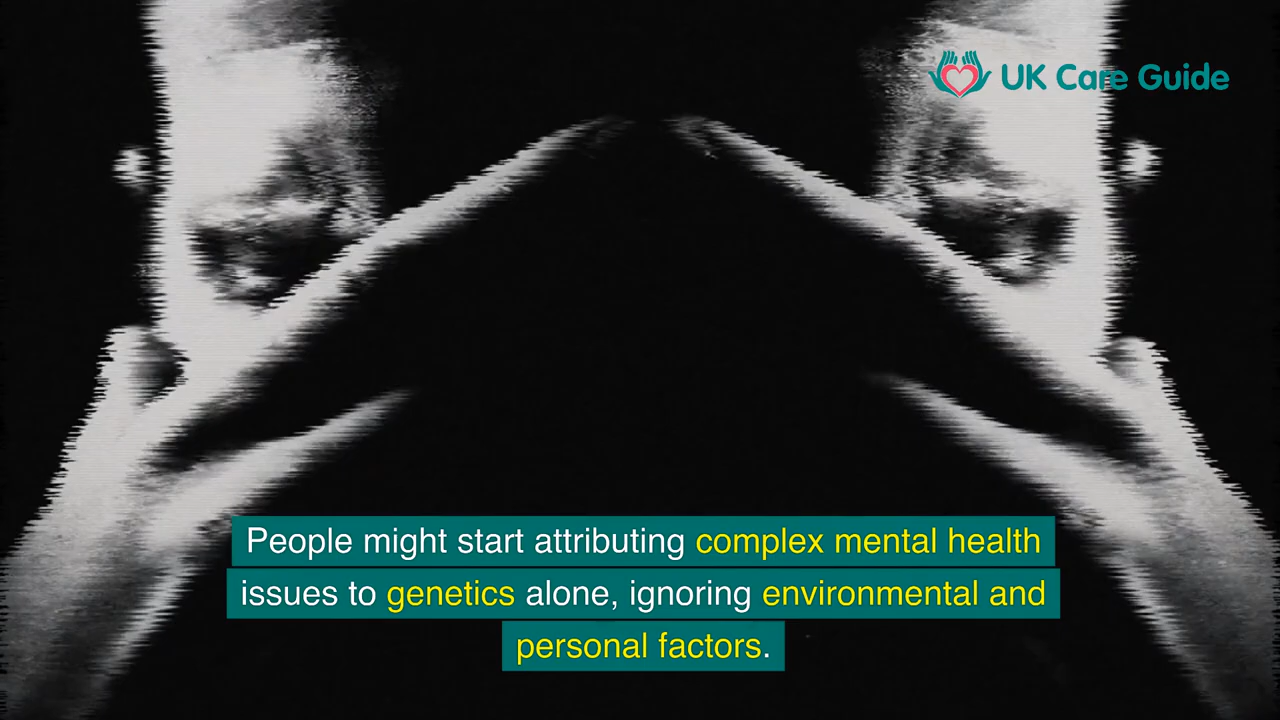 UK Care Guide
People might start attributing complex mental health
issues to genetics alone, ignoring environmental and
personal factors.